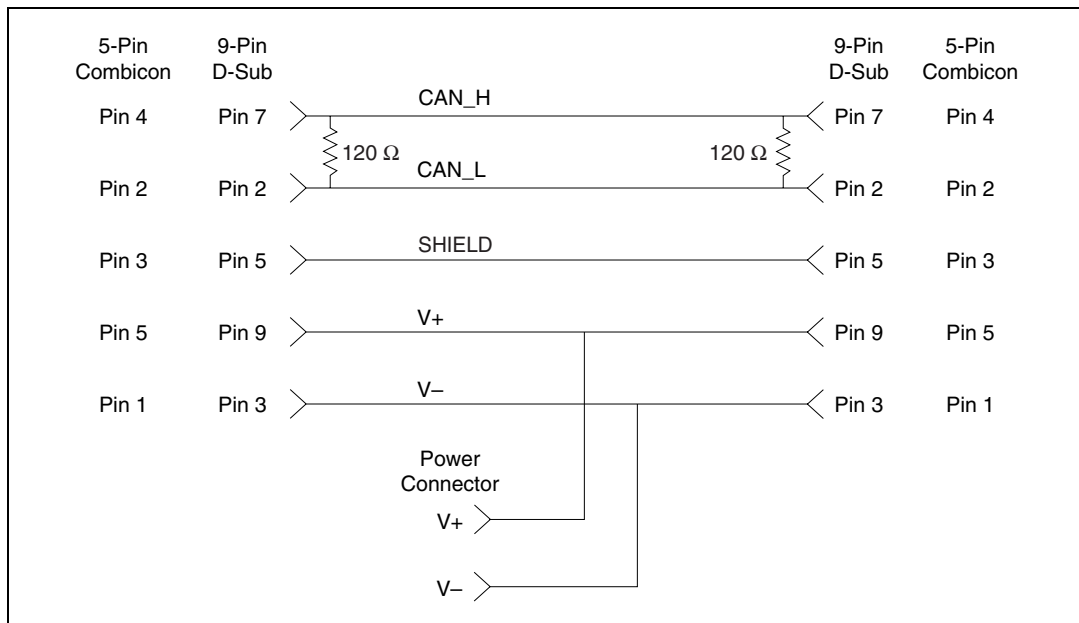 5-Pin Combicon
9-Pin D-Sub
9-Pin D-Sub
5-Pin Combicon
Pin 4 Pin 7 CAN_H Pin 7 Pin 4
120 Ω 120 Ω
Pin 2 Pin 2 CAN_L Pin 2 Pin 2
Pin 3 Pin 5 SHIELD Pin 5 Pin 3
Pin 5 Pin 9 V+ Pin 9 Pin 5
Pin 1 Pin 3 V– Pin 3 Pin 1
Power
Connector
V+
V–